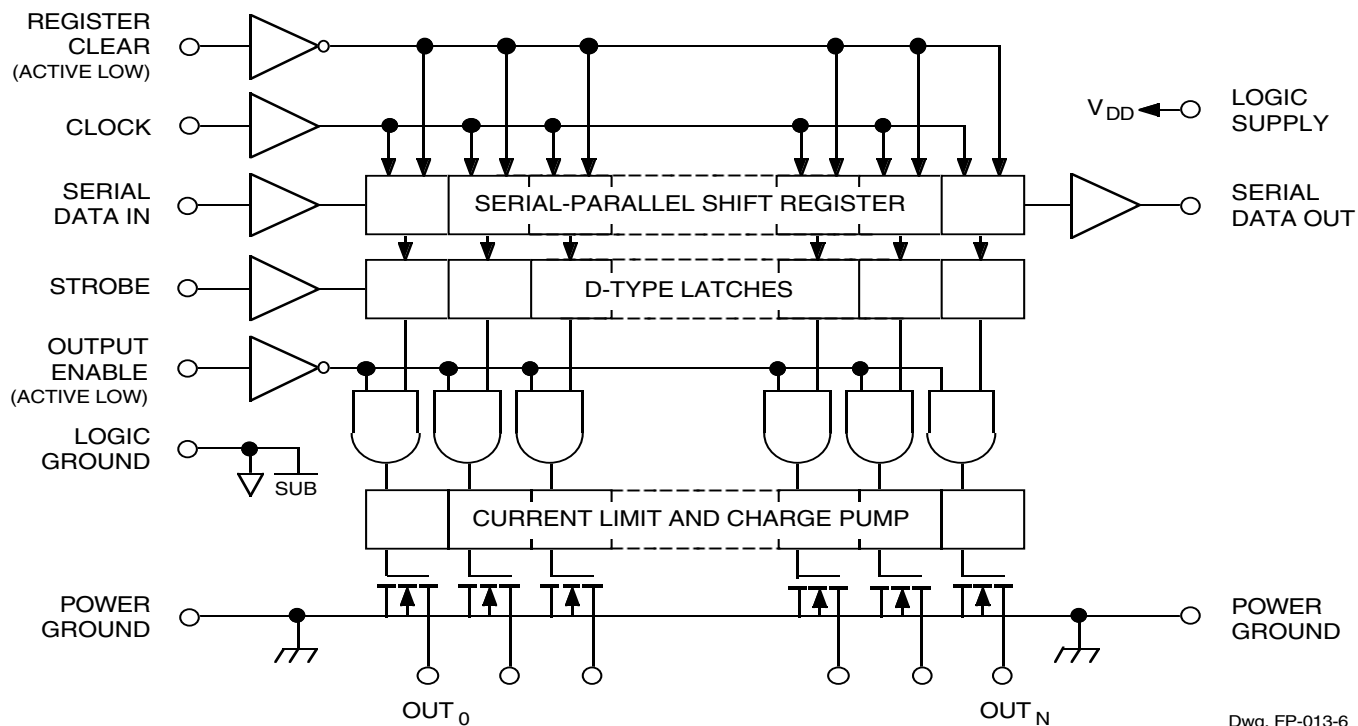 REGISTER
CLEAR
(ACTIVE LOW)
CLOCK
SERIAL
DATA IN
STROBE
OUTPUT
ENABLE
(ACTIVE LOW)
LOGIC
GROUND
SUB
POWER
GROUND
SERIAL-PARALLEL SHIFT REGISTER
D-TYPE LATCHES
CURRENT LIMIT AND CHARGE PUMP
V DD
LOGIC
SUPPLY
SERIAL
DATA OUT
POWER
GROUND
OUT 0
OUT N
Dwg. FP-013-6